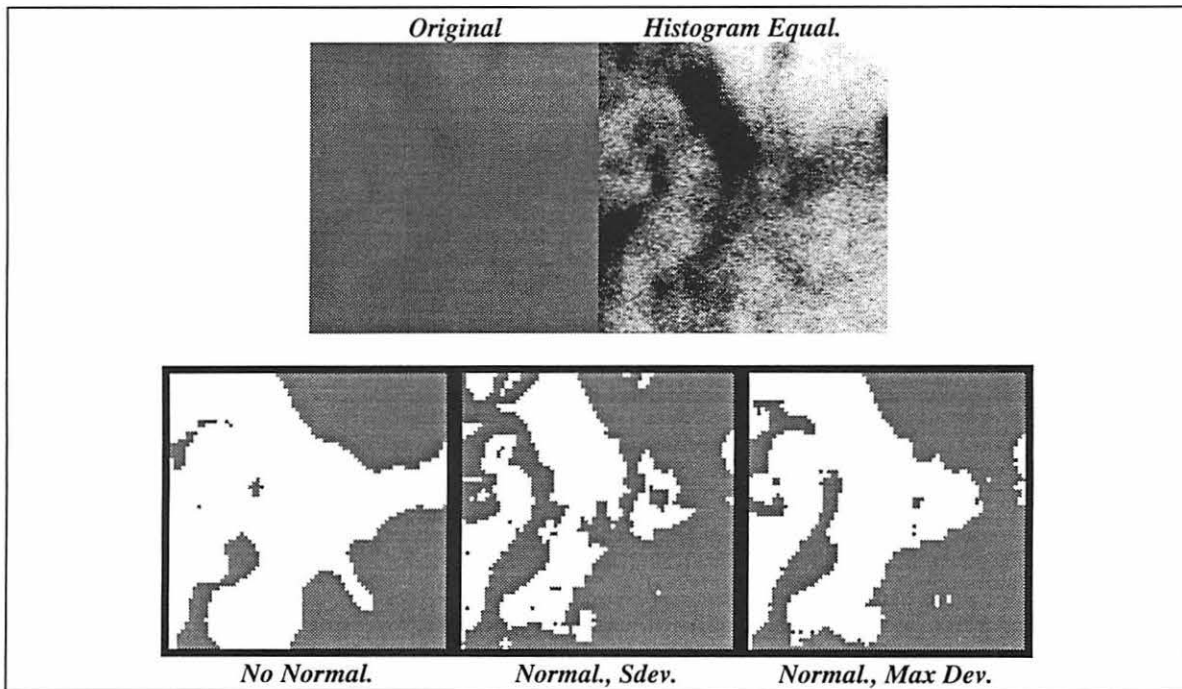 Original
Histogram Equal.
No Normal.
Normal., Sdev.
Normal., Max Dev.